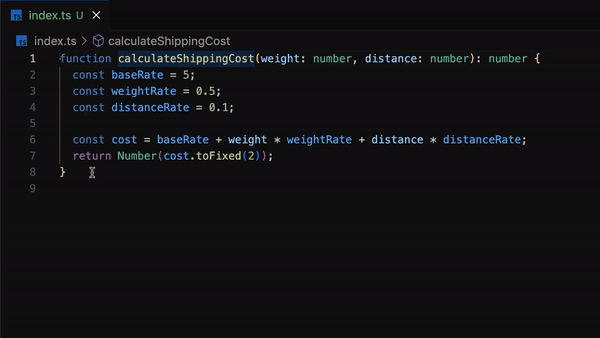 TS index.ts U ×
TS index.ts > calculateShippingCost
1 function calculateShippingCost(weight: number, distance: number): number {
2 const baseRate = 5;
3 const weightRate = 0.5;
4 const distanceRate = 0.1;
5
6 const cost = baseRate + weight * weightRate + distance * distanceRate;
7 return Number(cost.toFixed(2));
8 }
9